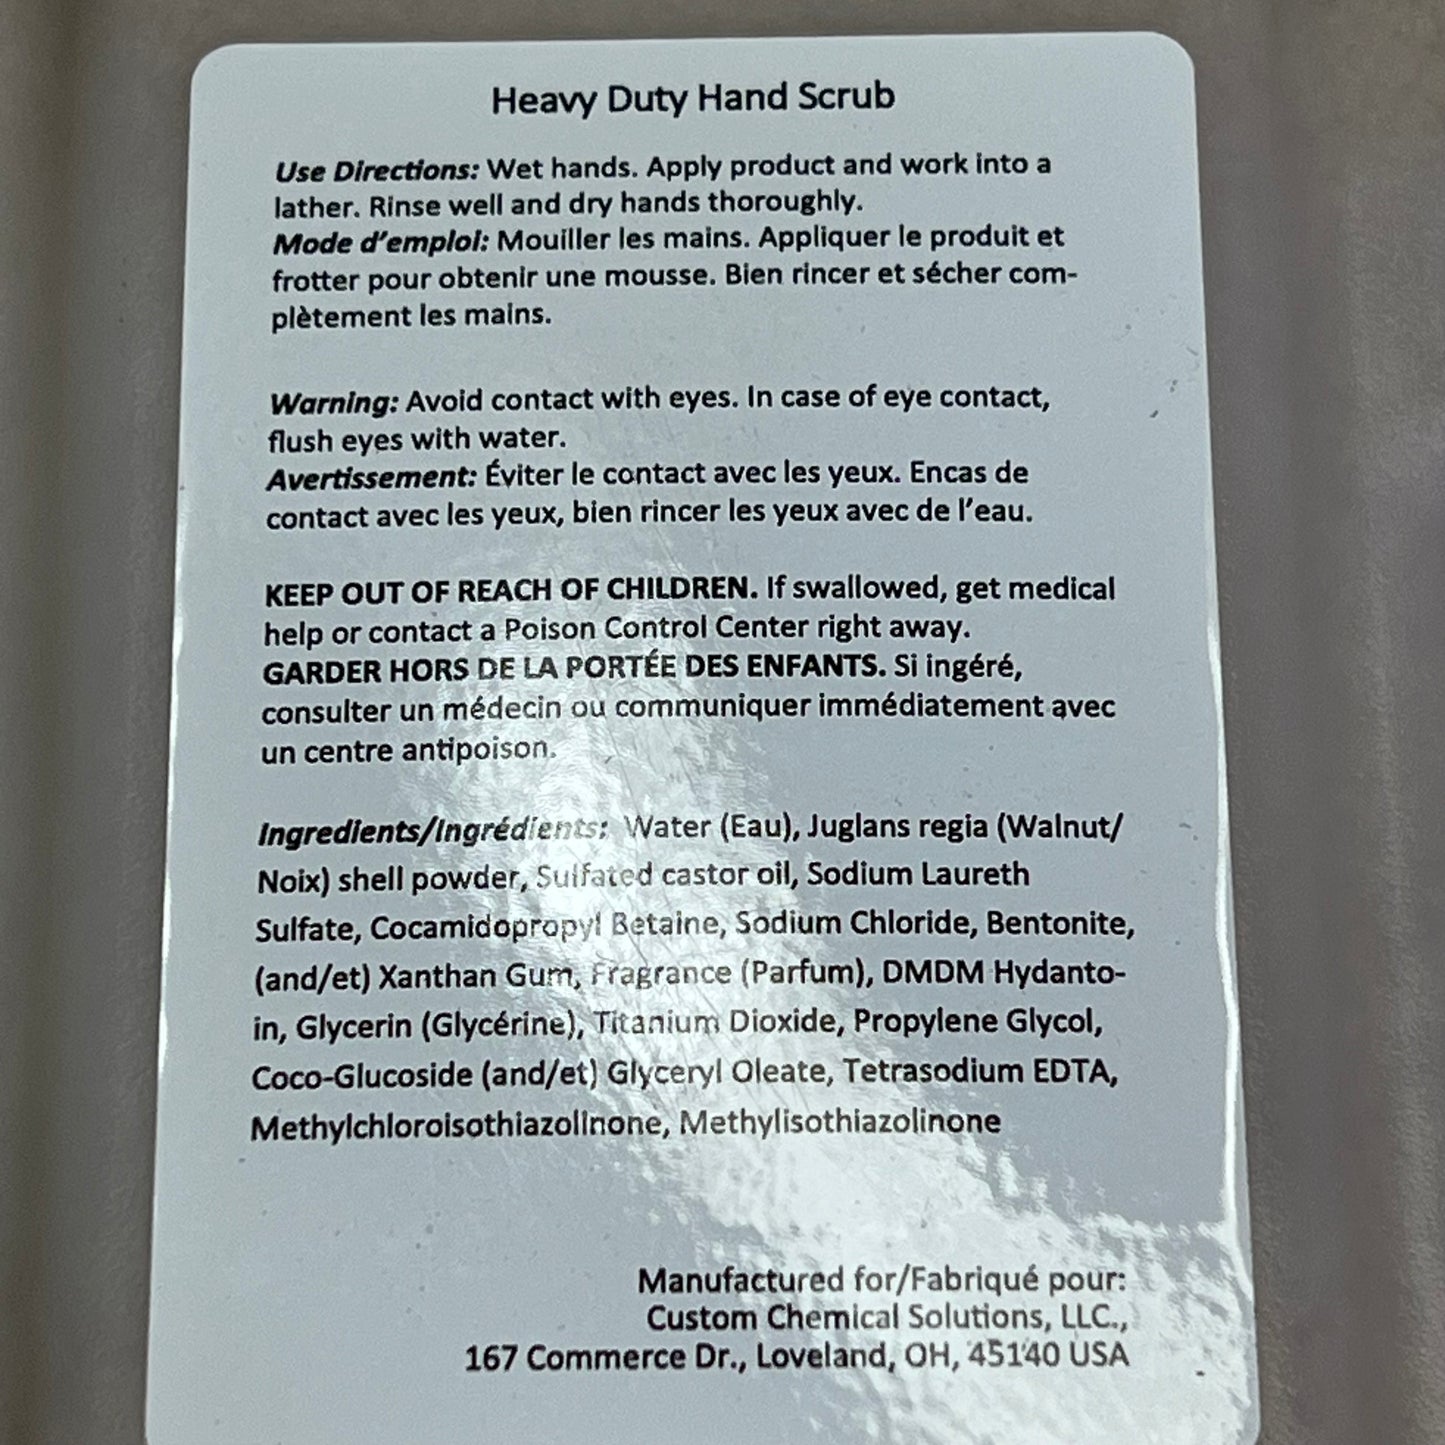 Heavy Duty Hand Scrub
Use Directions: Wet hands. Apply product and work into a
lather. Rinse well and dry hands thoroughly.
Mode d’emploi: Mouiller les mains. Appliquer le produit et
frotter pour obtenir une mousse. Bien rincer et sécher com-
plètement les mains.
Warning: Avoid contact with eyes. In case of eye contact,
flush eyes with water.
Avertissement: Éviter le contact avec les yeux. Encas de
contact avec les yeux, bien rincer les yeux avec de l’eau.
KEEP OUT OF REACH OF CHILDREN. If swallowed, get medical
help or contact a Poison Control Center right away.
GARDER HORS DE LA PORTÉE DES ENFANTS. Si ingéré,
consulter un médecin ou communiquer immédiatement avec
un centre antipoison.
Ingredients/Ingrédients: Water (Eau), Juglans regia (Walnut/
Noix) shell powder, Sulfated castor oil, Sodium Laureth
Sulfate, Cocamidopropyl Betaine, Sodium Chloride, Bentonite,
(and/et) Xanthan Gum, Fragrance (Parfum), DMDM Hydanto-
in, Glycerin (Glycérine), Titanium Dioxide, Propylene Glycol,
Coco-Glucoside (and/et) Glyceryl Oleate, Tetrasodium EDTA,
Methylchloroisothiazolinone, Methylisothiazolinone
Manufactured for/Fabriqué pour:
Custom Chemical Solutions, LLC.,
167 Commerce Dr., Loveland, OH, 45140 USA